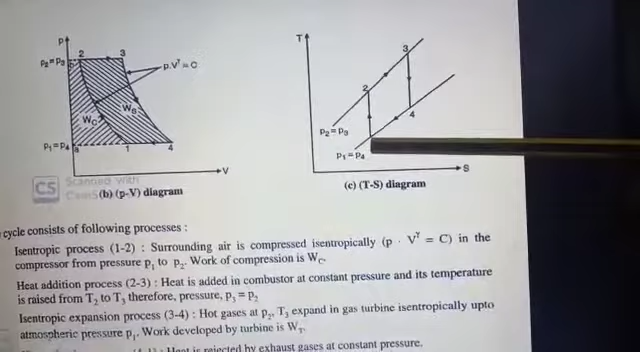 P
2
3
p₂=p₃
b
p.V^γ = C
W_C
W_S
p₁=p₄
a
1
4
V
T
3
2
4
p₂=p₃
p₁=p₄
S
CS
Scanned with
(b) (p-V) diagram
(c) (T-S) diagram
cycle consists of following processes :
Isentropic process (1-2) : Surrounding air is compressed isentropically (p · V^γ = C) in the
compressor from pressure p₁ to p₂. Work of compression is W_C.
Heat addition process (2-3) : Heat is added in combustor at constant pressure and its temperature
is raised from T₂ to T₃ therefore, pressure, p₃ = p₂
Isentropic expansion process (3-4) : Hot gases at p₂, T₃ expand in gas turbine isentropically upto
atmospheric pressure p₁. Work developed by turbine is W_T.
Heat is rejected by exhaust gases at constant pressure.